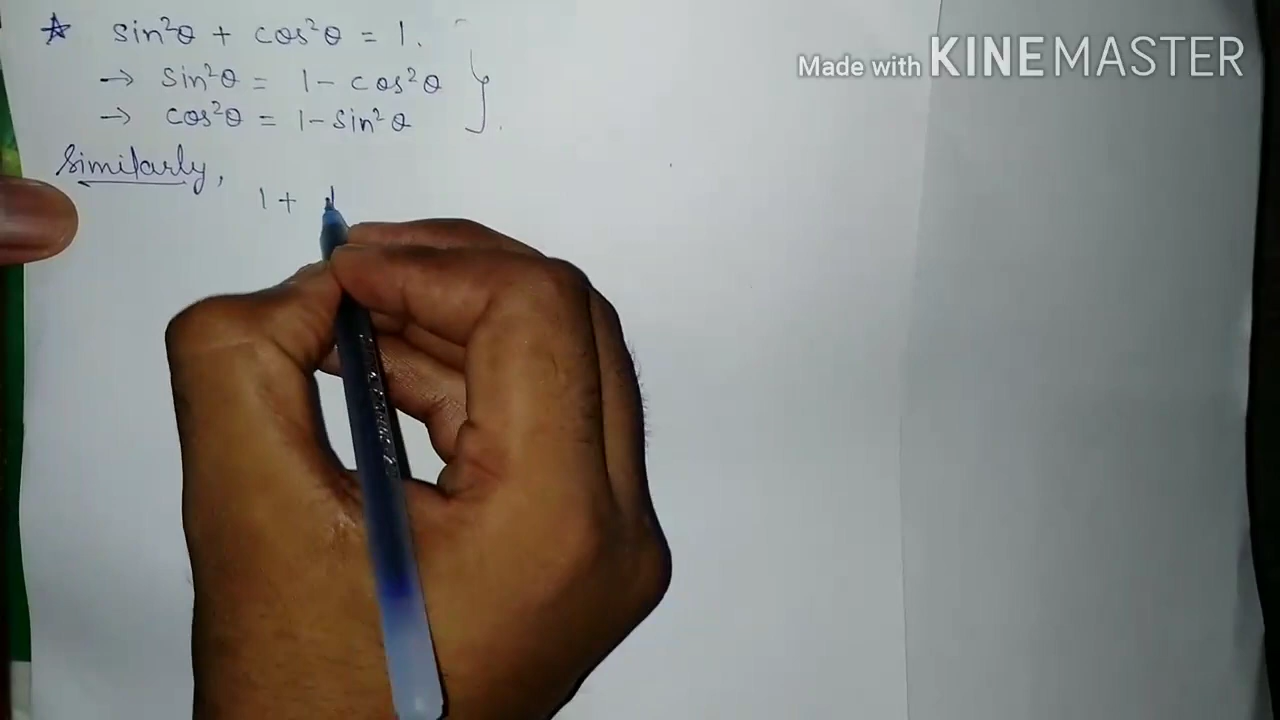 ☆ sin²θ + cos²θ = 1.
→ sin²θ = 1 - cos²θ
→ cos²θ = 1 - sin²θ
Similarly,
1 +
Made with KINEMASTER